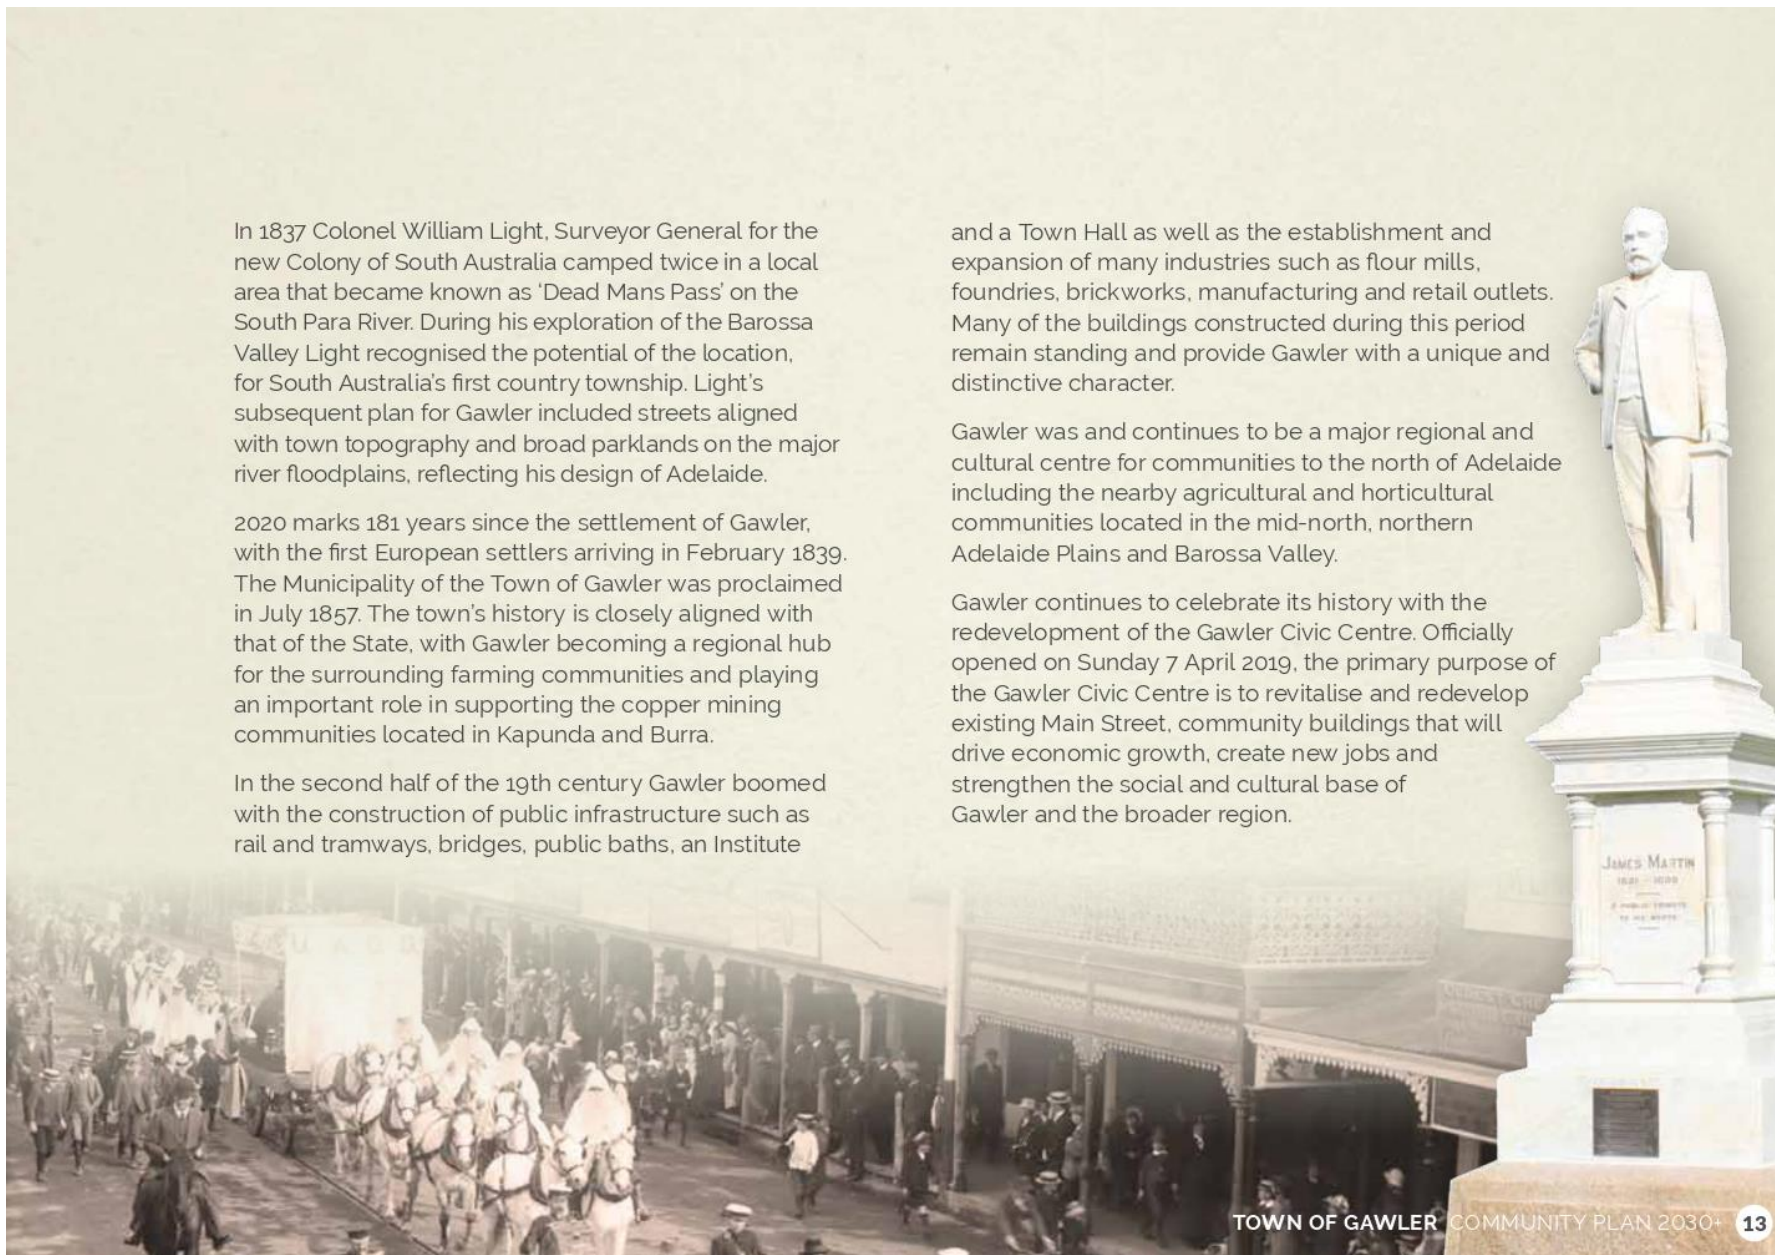 In 1837 Colonel William Light, Surveyor General for the
new Colony of South Australia camped twice in a local
area that became known as ‘Dead Mans Pass’ on the
South Para River. During his exploration of the Barossa
Valley Light recognised the potential of the location,
for South Australia’s first country township. Light’s
subsequent plan for Gawler included streets aligned
with town topography and broad parklands on the major
river floodplains, reflecting his design of Adelaide.
2020 marks 181 years since the settlement of Gawler,
with the first European settlers arriving in February 1839.
The Municipality of the Town of Gawler was proclaimed
in July 1857. The town’s history is closely aligned with
that of the State, with Gawler becoming a regional hub
for the surrounding farming communities and playing
an important role in supporting the copper mining
communities located in Kapunda and Burra.
In the second half of the 19th century Gawler boomed
with the construction of public infrastructure such as
rail and tramways, bridges, public baths, an Institute
and a Town Hall as well as the establishment and
expansion of many industries such as flour mills,
foundries, brickworks, manufacturing and retail outlets.
Many of the buildings constructed during this period
remain standing and provide Gawler with a unique and
distinctive character.
Gawler was and continues to be a major regional and
cultural centre for communities to the north of Adelaide
including the nearby agricultural and horticultural
communities located in the mid-north, northern
Adelaide Plains and Barossa Valley.
Gawler continues to celebrate its history with the
redevelopment of the Gawler Civic Centre. Officially
opened on Sunday 7 April 2019, the primary purpose of
the Gawler Civic Centre is to revitalise and redevelop
existing Main Street, community buildings that will
drive economic growth, create new jobs and
strengthen the social and cultural base of
Gawler and the broader region.
JAMES MARTIN
TOWN OF GAWLER COMMUNITY PLAN 2030+ 13